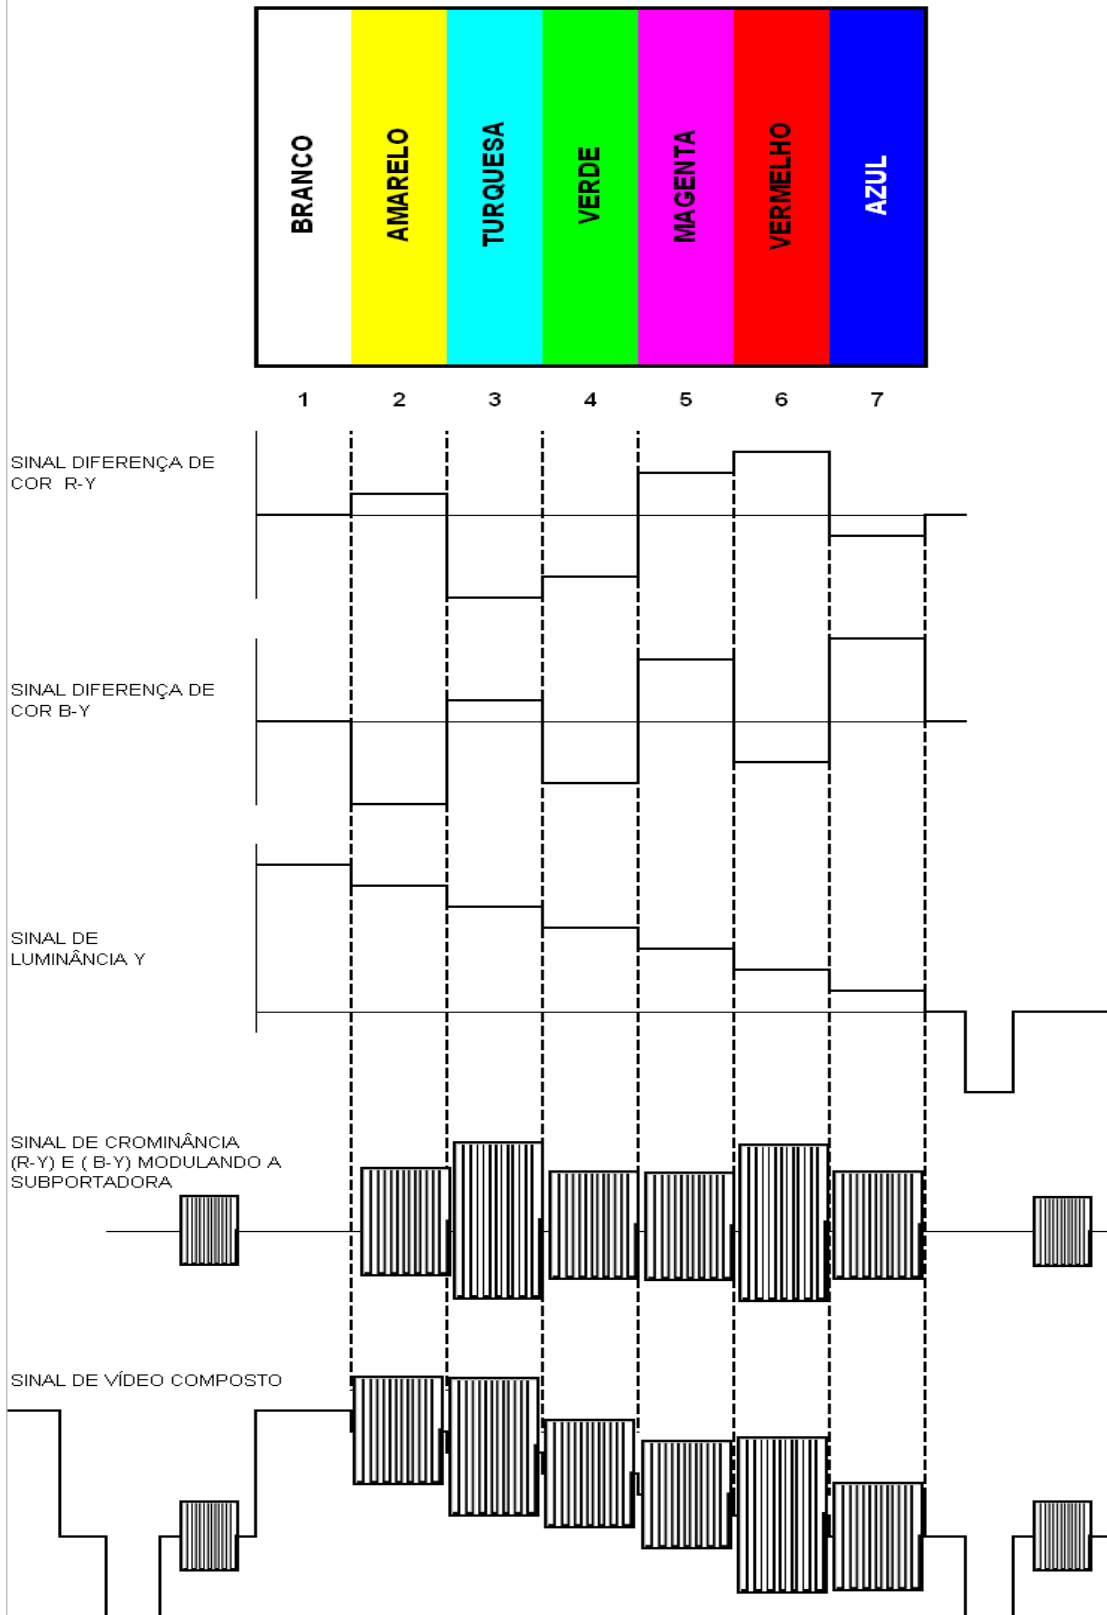 BRANCO
AMARELO
TURQUESA
VERDE
MAGENTA
VERMELHO
AZUL
1 2 3 4 5 6 7
SINAL DIFERENÇA DE
COR R-Y
SINAL DIFERENÇA DE
COR B-Y
SINAL DE
LUMINÂNCIA Y
SINAL DE CROMINÂNCIA
(R-Y) E ( B-Y) MODULANDO A
SUBPORTADORA
SINAL DE VÍDEO COMPOSTO